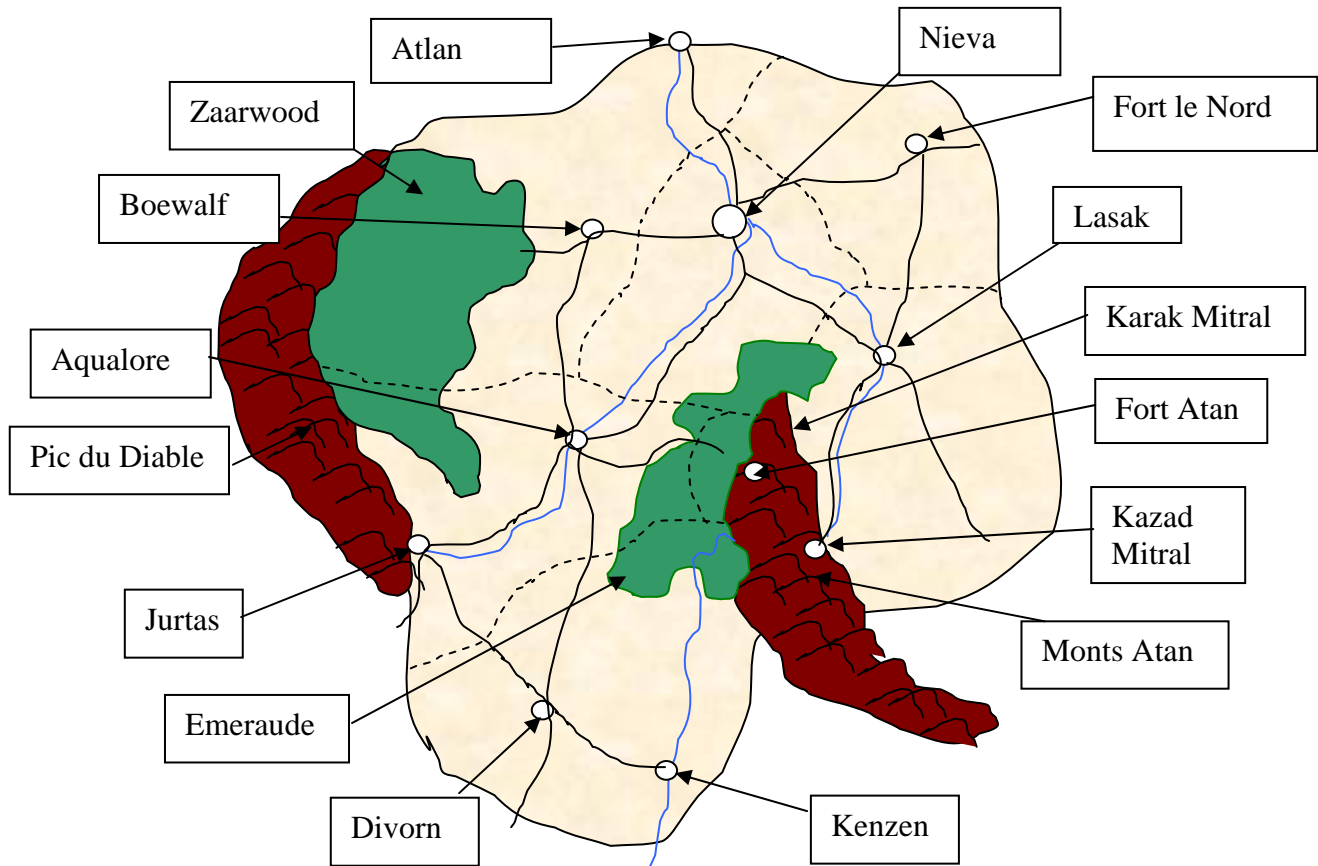 Atlan
Nieva
Zaarwood
Fort le Nord
Boewalf
Lasak
Karak Mitral
Aqualore
Fort Atan
Pic du Diable
Kazad
Mitral
Jurtas
Monts Atan
Emeraude
Divorn
Kenzen